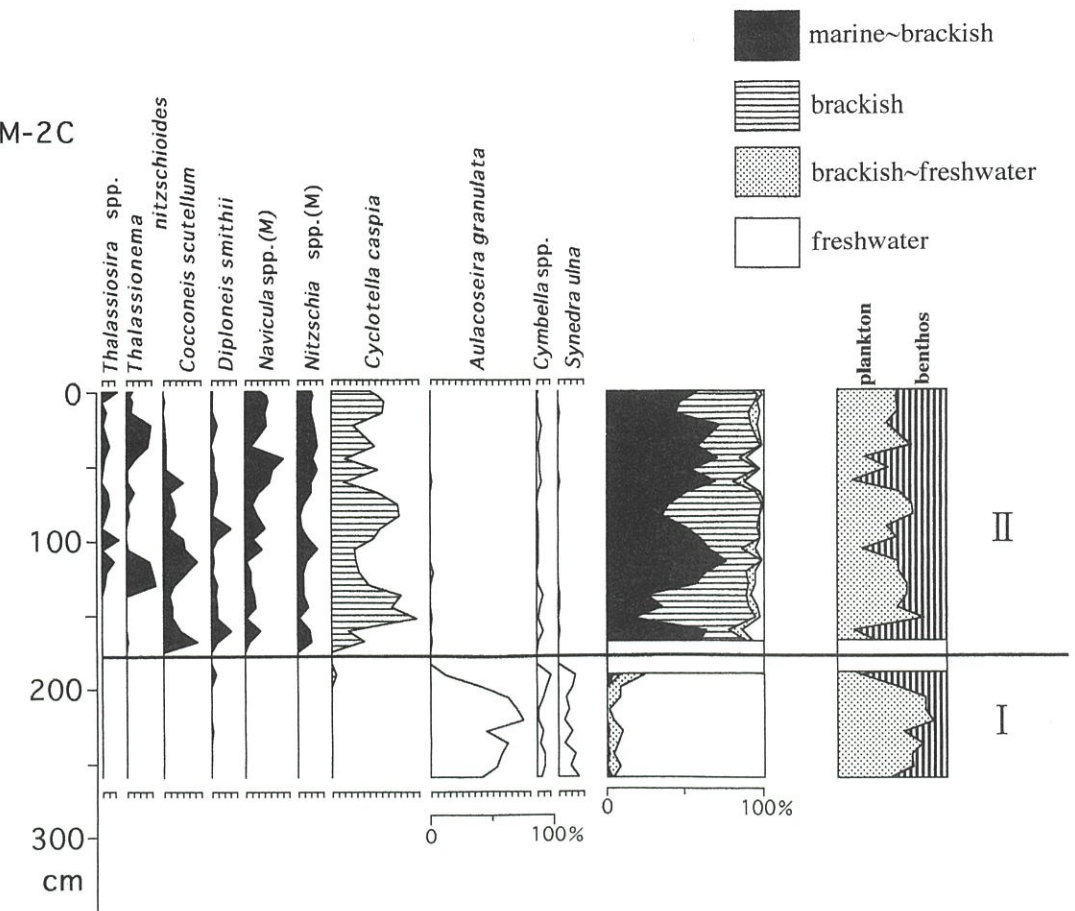 marine~brackish
brackish
brackish~freshwater
freshwater
M-2C
Thalassiosira spp.
Thalassionema
nitzschioides
Cocconeis scutellum
Diploneis smithii
Navicula spp.(M)
Nitzschia spp.(M)
Cyclotella caspia
Aulacoseira granulata
Cymbella spp.
Synedra ulna
plankton
benthos
0
100
200
300
cm
II
I
0 100%
0 100%